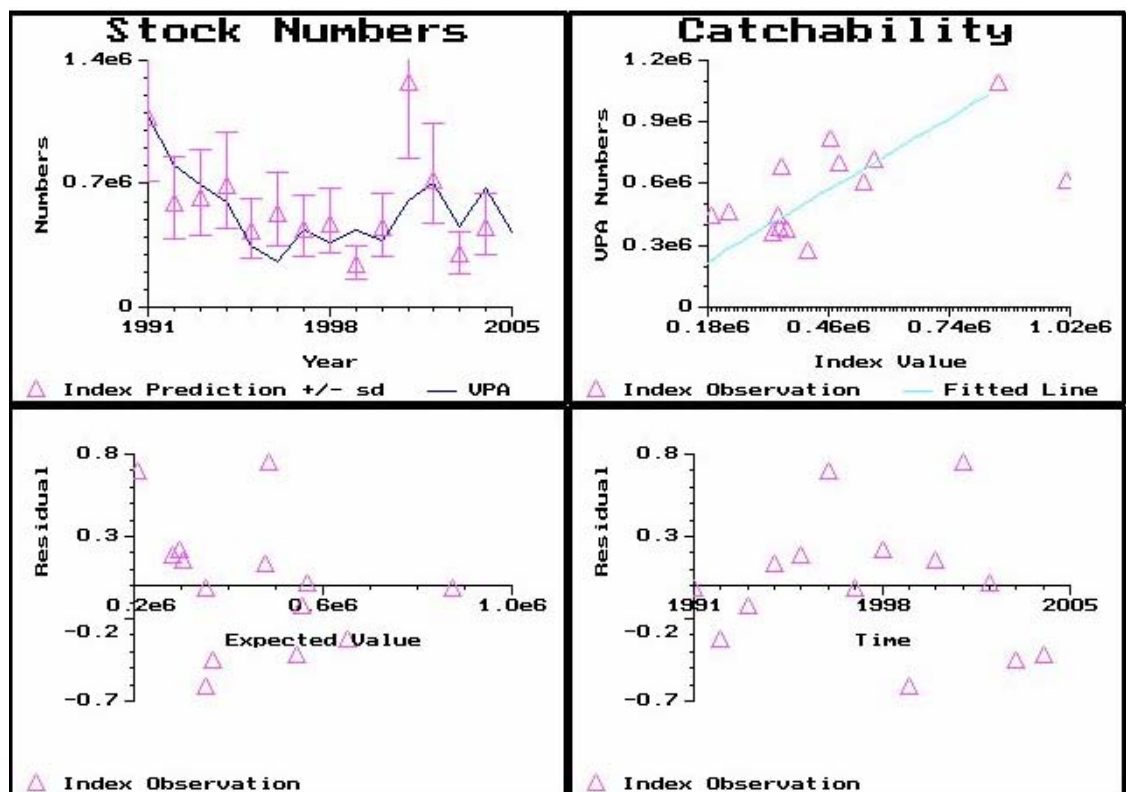 Stock Numbers
1.4e6
0.7e6
0
Numbers
1991 1998 2005
Year
Index Prediction +/- sd VPA
Catchability
1.2e6
0.9e6
0.6e6
0.3e6
0
VPA Numbers
0.18e6 0.46e6 0.74e6 1.02e6
Index Value
Index Observation Fitted Line
0.8
0.3
-0.2
-0.7
Residual
0.2e6 0.6e6 1.0e6
Expected Value
Index Observation
0.8
0.3
-0.2
-0.7
Residual
1991 1998 2005
Time
Index Observation